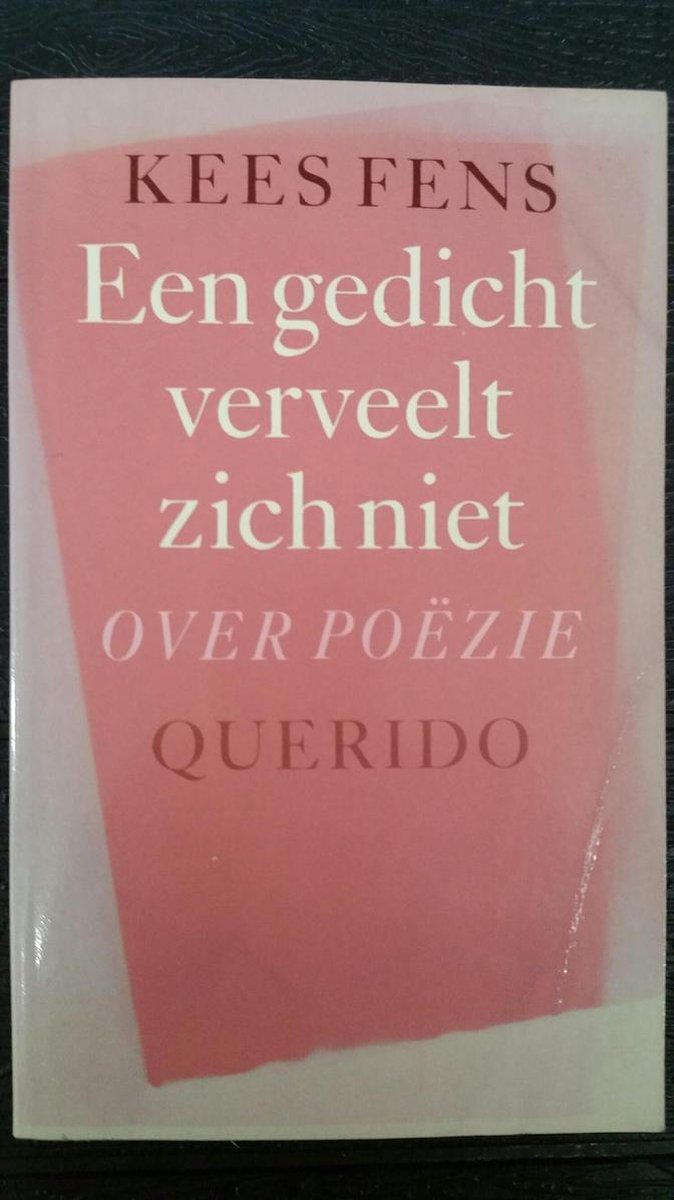 KEES FENS
Een gedicht
verveelt
zich niet
OVER POËZIE
QUERIDO